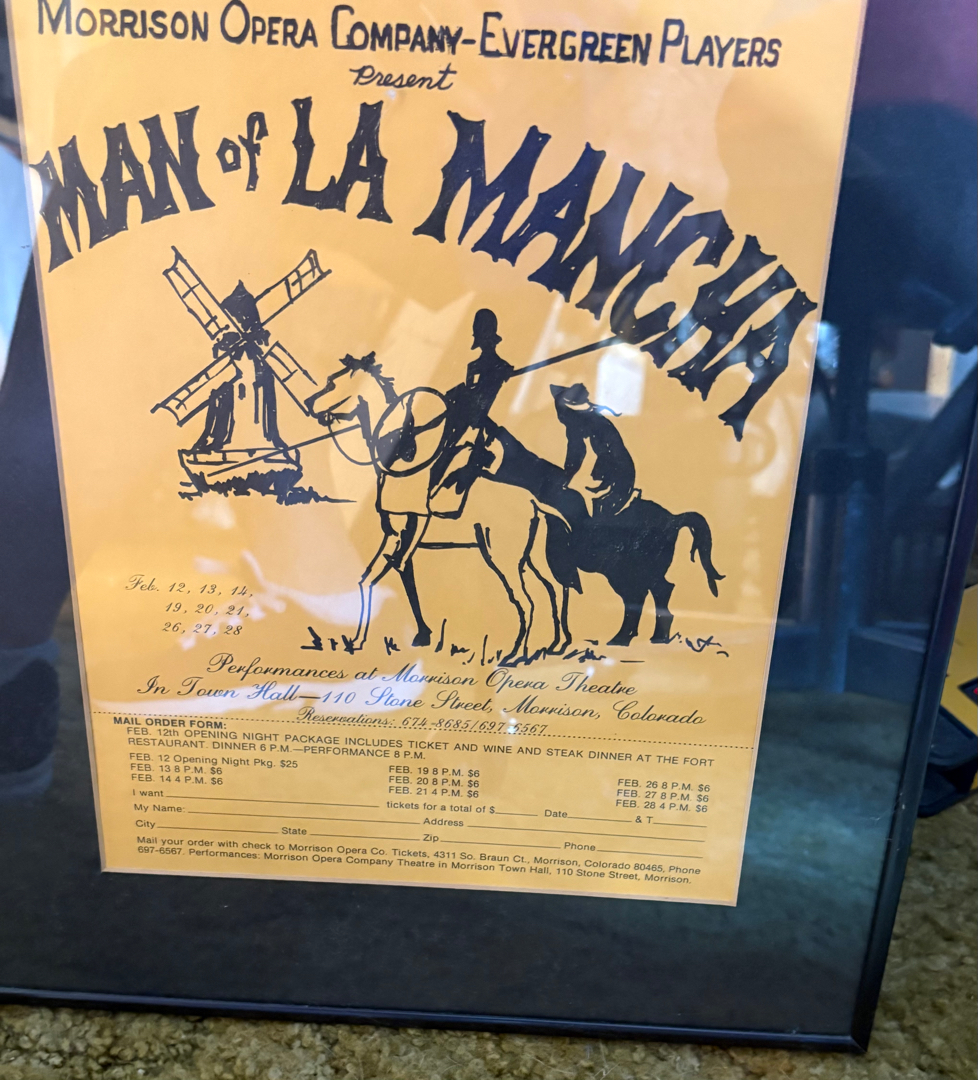 MORRISON OPERA COMPANY-EVERGREEN PLAYERS
Present
MAN of LA MANCHA
Feb. 12, 13, 14,
19, 20, 21,
26, 27, 28
Performances at Morrison Opera Theatre
In Town Hall—110 Stone Street, Morrison, Colorado
Reservations: 674-8685/697-6567
MAIL ORDER FORM:
FEB. 12th OPENING NIGHT PACKAGE INCLUDES TICKET AND WINE AND STEAK DINNER AT THE FORT
RESTAURANT. DINNER 6 P.M.—PERFORMANCE 8 P.M.
FEB. 12 Opening Night Pkg. $25
FEB. 13 8 P.M. $6
FEB. 14 4 P.M. $6
FEB. 19 8 P.M. $6
FEB. 20 8 P.M. $6
FEB. 21 4 P.M. $6
FEB. 26 8 P.M. $6
FEB. 27 8 P.M. $6
FEB. 28 4 P.M. $6
I want tickets for a total of $ Date & T
My Name: Address
City State Zip Phone
Mail your order with check to Morrison Opera Co. Tickets, 4311 So. Braun Ct., Morrison, Colorado 80465, Phone
697-6567. Performances: Morrison Opera Company Theatre in Morrison Town Hall, 110 Stone Street, Morrison.